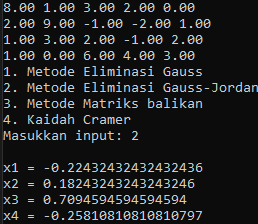 8.00 1.00 3.00 2.00 0.00
2.00 9.00 -1.00 -2.00 1.00
1.00 3.00 2.00 -1.00 2.00
1.00 0.00 6.00 4.00 3.00
1. Metode Eliminasi Gauss
2. Metode Eliminasi Gauss-Jordan
3. Metode Matriks balikan
4. Kaidah Cramer
Masukkan input: 2
x1 = -0.22432432432432436
x2 = 0.18243243243243246
x3 = 0.7094594594594594
x4 = -0.25810810810810797